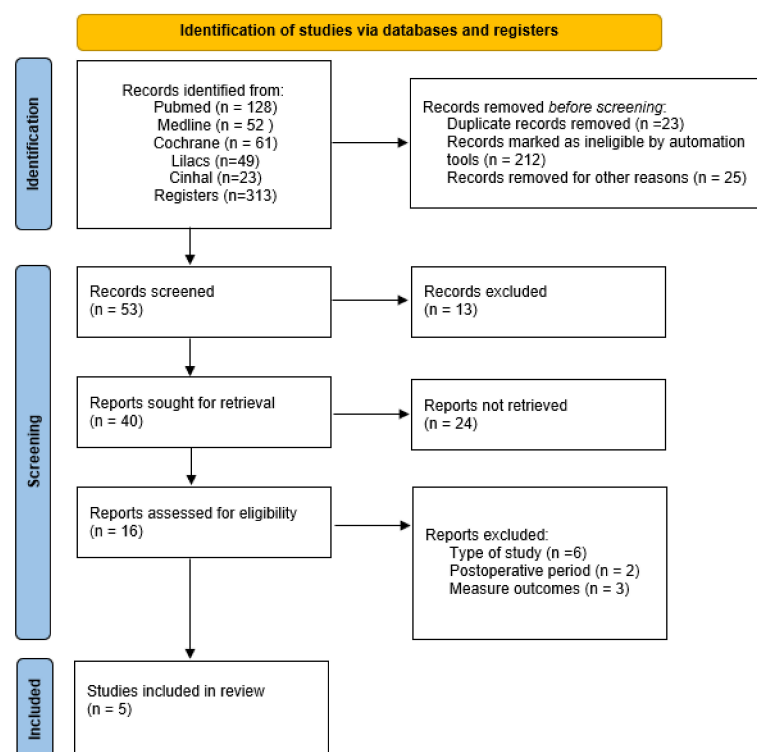 Identification of studies via databases and registers
Identification
Records identified from:
Pubmed (n = 128)
Medline (n = 52 )
Cochrane (n = 61)
Lilacs (n=49)
Cinhal (n=23)
Registers (n=313)
Records removed before screening:
Duplicate records removed (n =23)
Records marked as ineligible by automation
tools (n = 212)
Records removed for other reasons (n = 25)
Screening
Records screened
(n = 53)
Records excluded
(n = 13)
Reports sought for retrieval
(n = 40)
Reports not retrieved
(n = 24)
Reports assessed for eligibility
(n = 16)
Reports excluded:
Type of study (n =6)
Postoperative period (n = 2)
Measure outcomes (n = 3)
Included
Studies included in review
(n = 5)